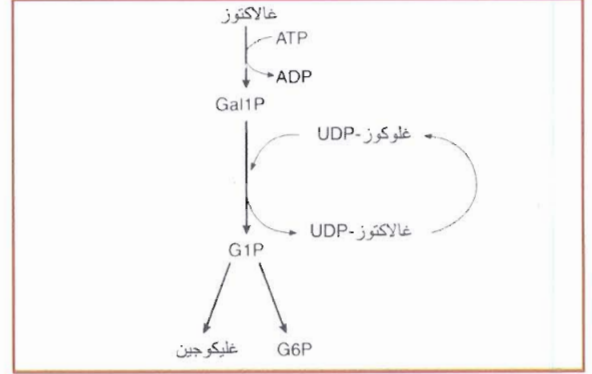 غالاكتوز
ATP
ADP
Gal1P
UDP-غلوكوز
UDP-غالاكتوز
G1P
غليكوجين
G6P